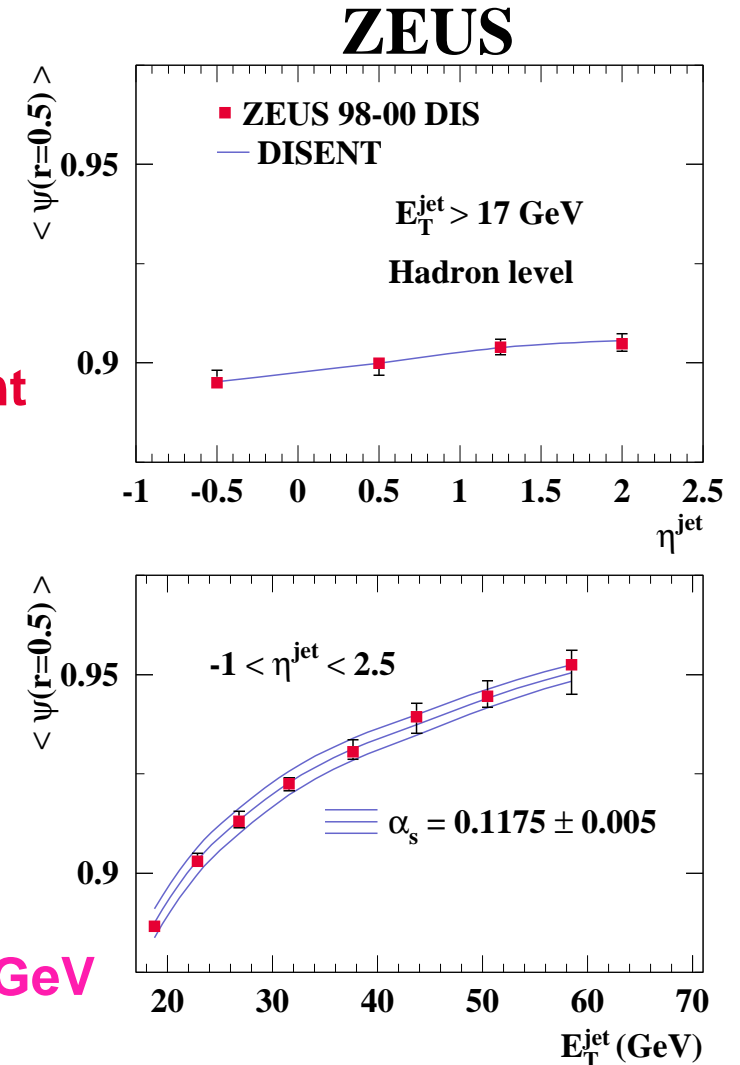 ZEUS
< ψ(r=0.5) >
ZEUS 98-00 DIS
DISENT
0.95
E_T^jet > 17 GeV
Hadron level
0.9
nt
-1 -0.5 0 0.5 1 1.5 2 2.5
η^jet
< ψ(r=0.5) >
-1 < η^jet < 2.5
0.95
α_s = 0.1175 ± 0.005
0.9
GeV
20 30 40 50 60 70
E_T^jet (GeV)